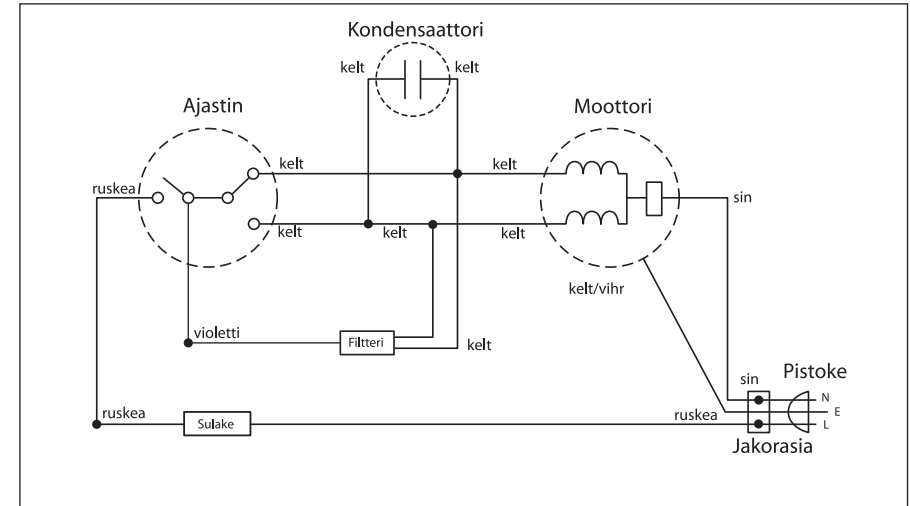 Kondensaattori
kelt kelt
Ajastin Moottori
kelt kelt
ruskea sin
kelt kelt kelt
kelt/vihr
violetti Filtteri kelt
sin Pistoke
N
ruskea ruskea E
Sulake L
Jakorasia